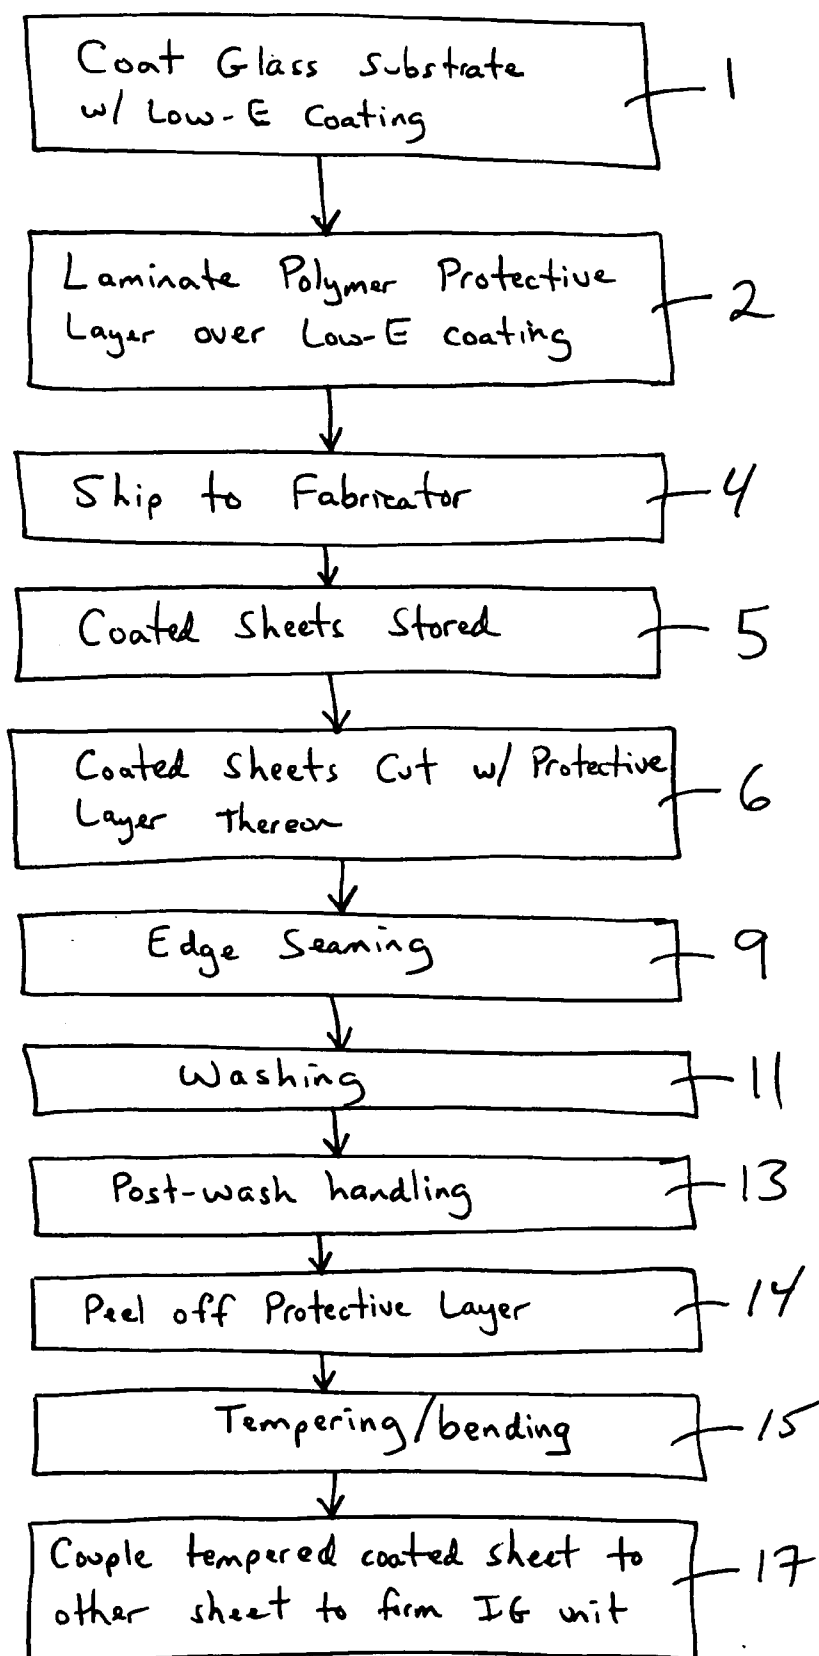 Coat Glass Substrate
w/ Low-E Coating
1
Laminate Polymer Protective
Layer over Low-E coating
2
Ship to Fabricator
4
Coated Sheets Stored
5
Coated Sheets Cut w/ Protective
Layer Thereon
6
Edge Seaming
9
Washing
11
Post-wash handling
13
Peel off Protective Layer
14
Tempering/bending
15
Couple tempered coated sheet to
other sheet to form IG unit
17